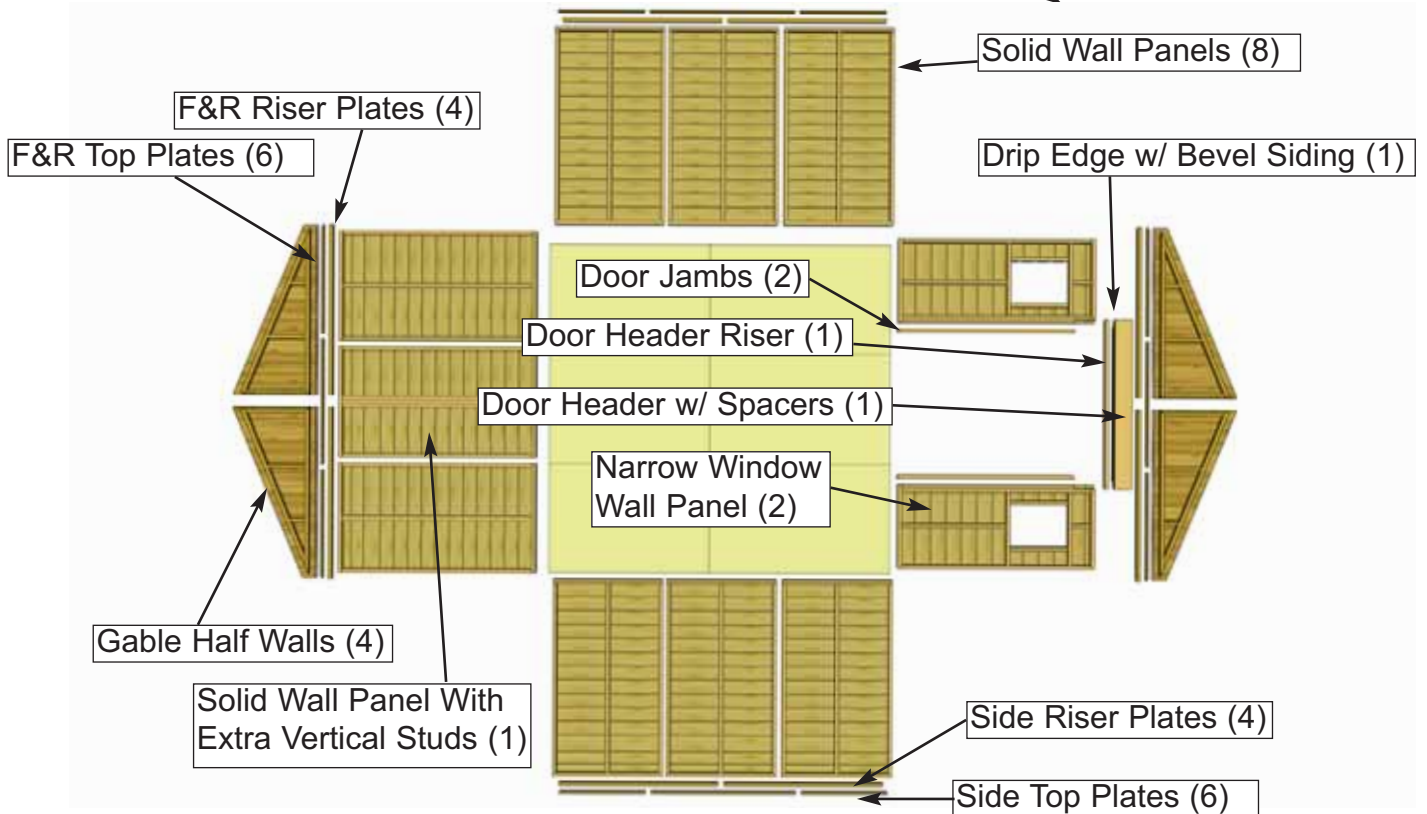 Solid Wall Panels (8)
F&R Riser Plates (4)
F&R Top Plates (6)
Drip Edge w/ Bevel Siding (1)
Door Jambs (2)
Door Header Riser (1)
Door Header w/ Spacers (1)
Narrow Window
Wall Panel (2)
Gable Half Walls (4)
Solid Wall Panel With
Extra Vertical Studs (1)
Side Riser Plates (4)
Side Top Plates (6)